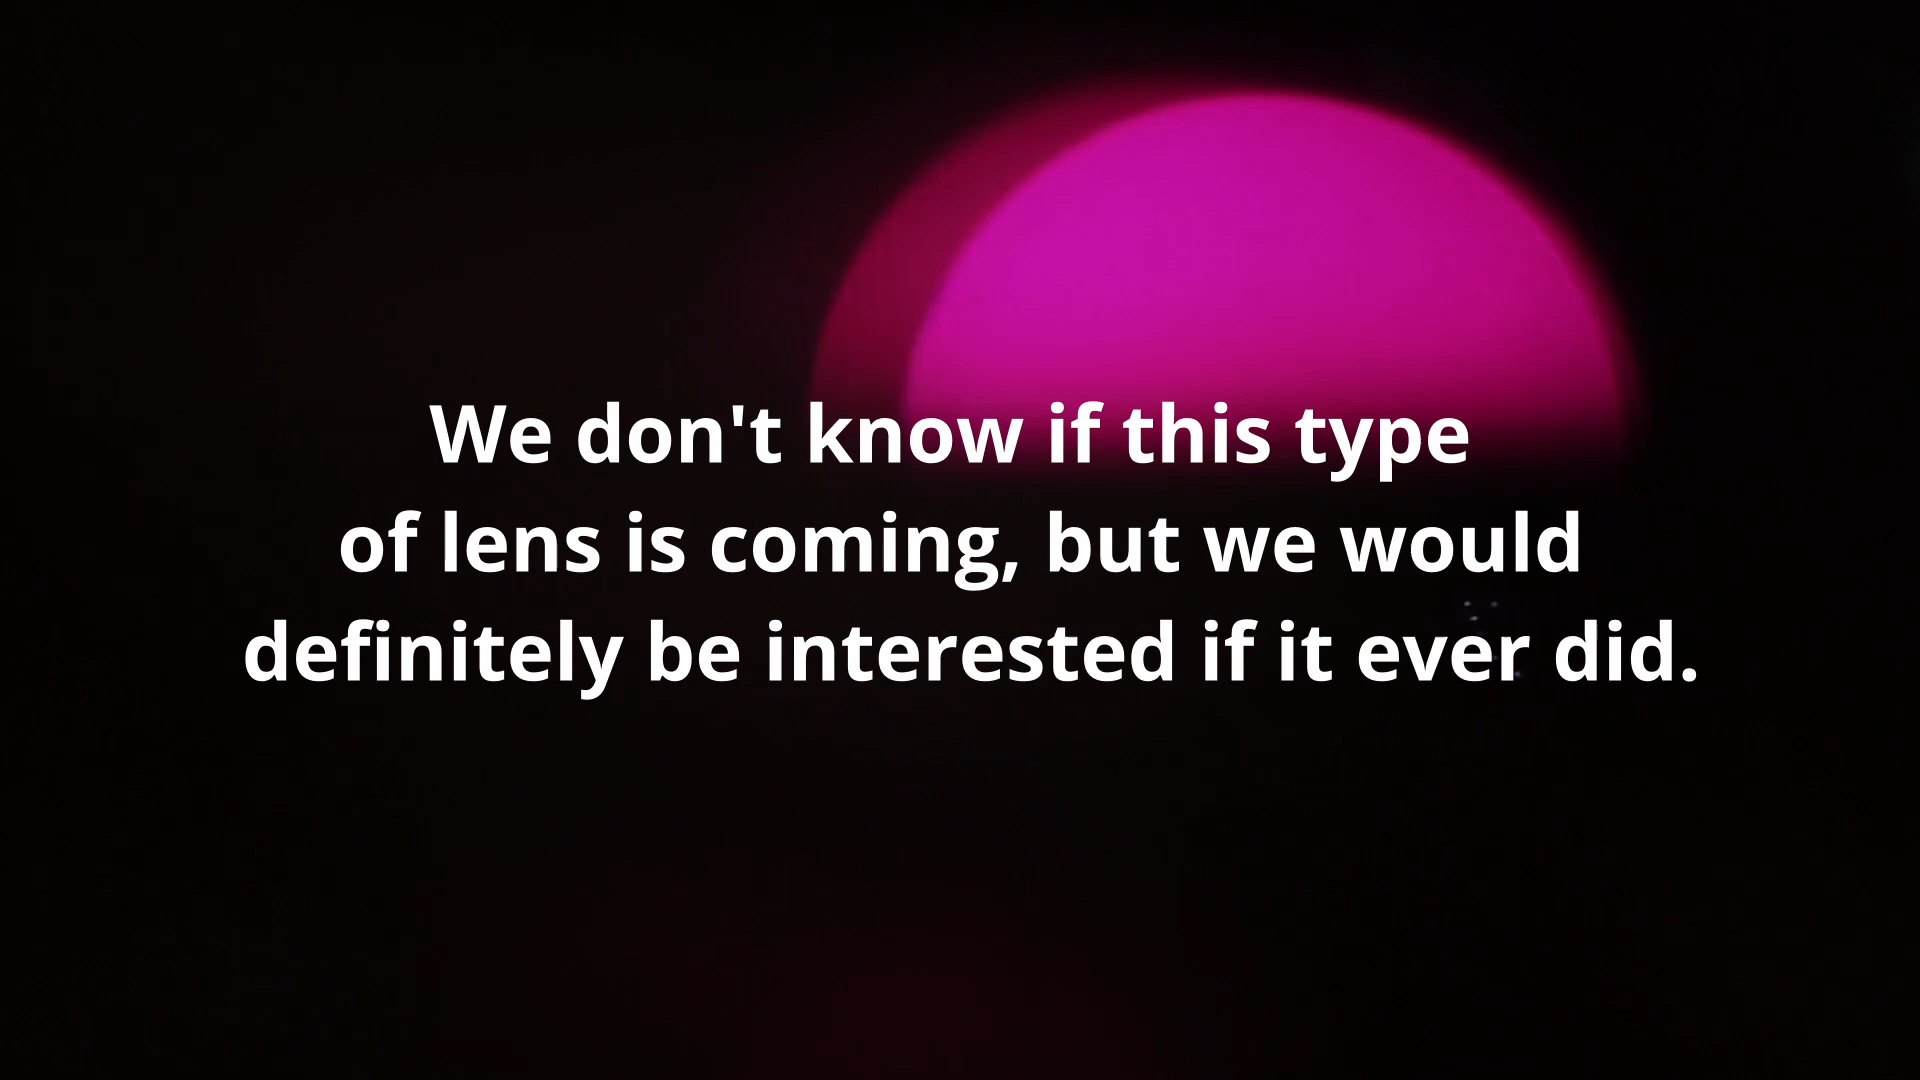 We don't know if this type
of lens is coming, but we would
definitely be interested if it ever did.